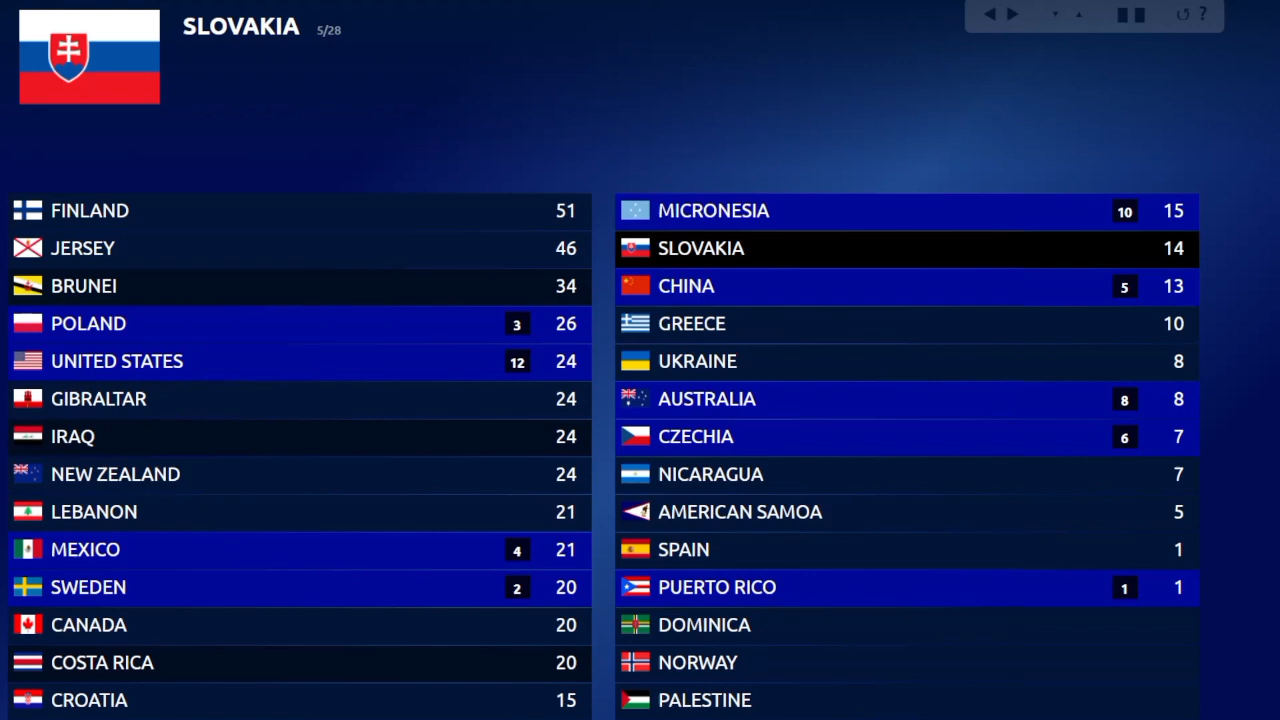 SLOVAKIA 5/28
?
FINLAND 51
JERSEY 46
BRUNEI 34
POLAND 3 26
UNITED STATES 12 24
GIBRALTAR 24
IRAQ 24
NEW ZEALAND 24
LEBANON 21
MEXICO 4 21
SWEDEN 2 20
CANADA 20
COSTA RICA 20
CROATIA 15
MICRONESIA 10 15
SLOVAKIA 14
CHINA 5 13
GREECE 10
UKRAINE 8
AUSTRALIA 8 8
CZECHIA 6 7
NICARAGUA 7
AMERICAN SAMOA 5
SPAIN 1
PUERTO RICO 1 1
DOMINICA
NORWAY
PALESTINE